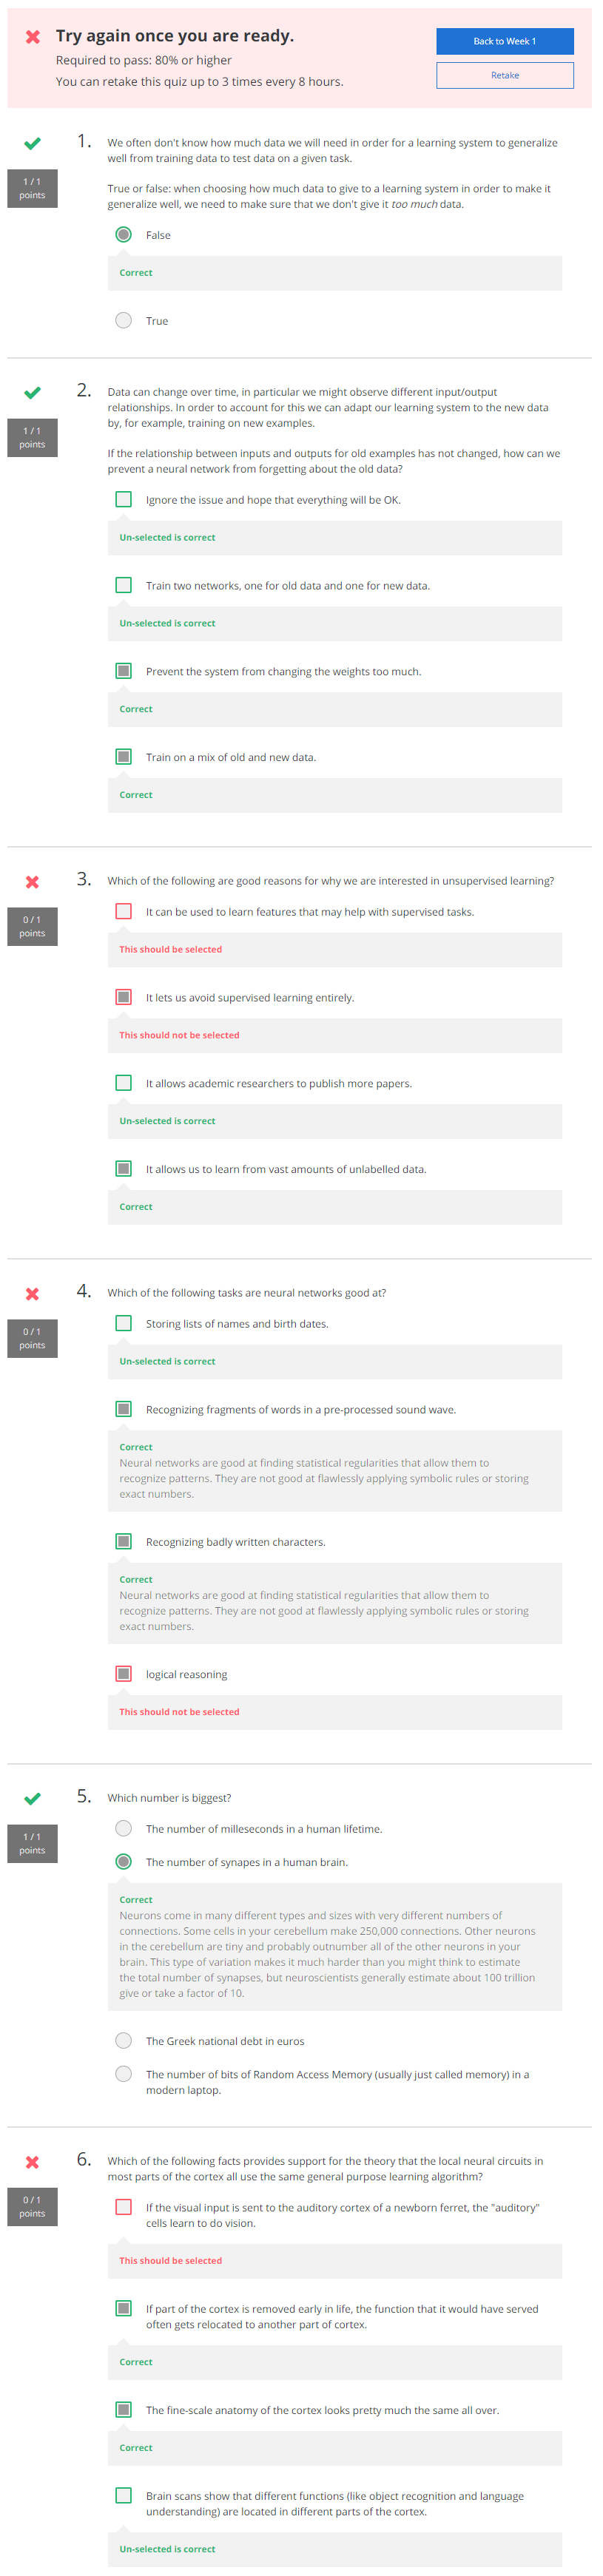 Try again once you are ready.
Required to pass: 80% or higher
You can retake this quiz up to 3 times every 8 hours.
Back to Week 1
Retake
1 / 1
points
1.
We often don't know how much data we will need in order for a learning system to generalize
well from training data to test data on a given task.
True or false: when choosing how much data to give to a learning system in order to make it
generalize well, we need to make sure that we don't give it too much data.
False
Correct
True
1 / 1
points
2.
Data can change over time, in particular we might observe different input/output
relationships. In order to account for this we can adapt our learning system to the new data
by, for example, training on new examples.
If the relationship between inputs and outputs for old examples has not changed, how can we
prevent a neural network from forgetting about the old data?
Ignore the issue and hope that everything will be OK.
Un-selected is correct
Train two networks, one for old data and one for new data.
Un-selected is correct
Prevent the system from changing the weights too much.
Correct
Train on a mix of old and new data.
Correct
0 / 1
points
3.
Which of the following are good reasons for why we are interested in unsupervised learning?
It can be used to learn features that may help with supervised tasks.
This should be selected
It lets us avoid supervised learning entirely.
This should not be selected
It allows academic researchers to publish more papers.
Un-selected is correct
It allows us to learn from vast amounts of unlabelled data.
Correct
0 / 1
points
4.
Which of the following tasks are neural networks good at?
Storing lists of names and birth dates.
Un-selected is correct
Recognizing fragments of words in a pre-processed sound wave.
Correct
Neural networks are good at finding statistical regularities that allow them to
recognize patterns. They are not good at flawlessly applying symbolic rules or storing
exact numbers.
Recognizing badly written characters.
Correct
Neural networks are good at finding statistical regularities that allow them to
recognize patterns. They are not good at flawlessly applying symbolic rules or storing
exact numbers.
logical reasoning
This should not be selected
1 / 1
points
5.
Which number is biggest?
The number of milleseconds in a human lifetime.
The number of synapes in a human brain.
Correct
Neurons come in many different types and sizes with very different numbers of
connections. Some cells in your cerebellum make 250,000 connections. Other neurons
in the cerebellum are tiny and probably outnumber all of the other neurons in your
brain. This type of variation makes it much harder than you might think to estimate
the total number of synapses, but neuroscientists generally estimate about 100 trillion
give or take a factor of 10.
The Greek national debt in euros
The number of bits of Random Access Memory (usually just called memory) in a
modern laptop.
0 / 1
points
6.
Which of the following facts provides support for the theory that the local neural circuits in
most parts of the cortex all use the same general purpose learning algorithm?
If the visual input is sent to the auditory cortex of a newborn ferret, the "auditory"
cells learn to do vision.
This should be selected
If part of the cortex is removed early in life, the function that it would have served
often gets relocated to another part of cortex.
Correct
The fine-scale anatomy of the cortex looks pretty much the same all over.
Correct
Brain scans show that different functions (like object recognition and language
understanding) are located in different parts of the cortex.
Un-selected is correct